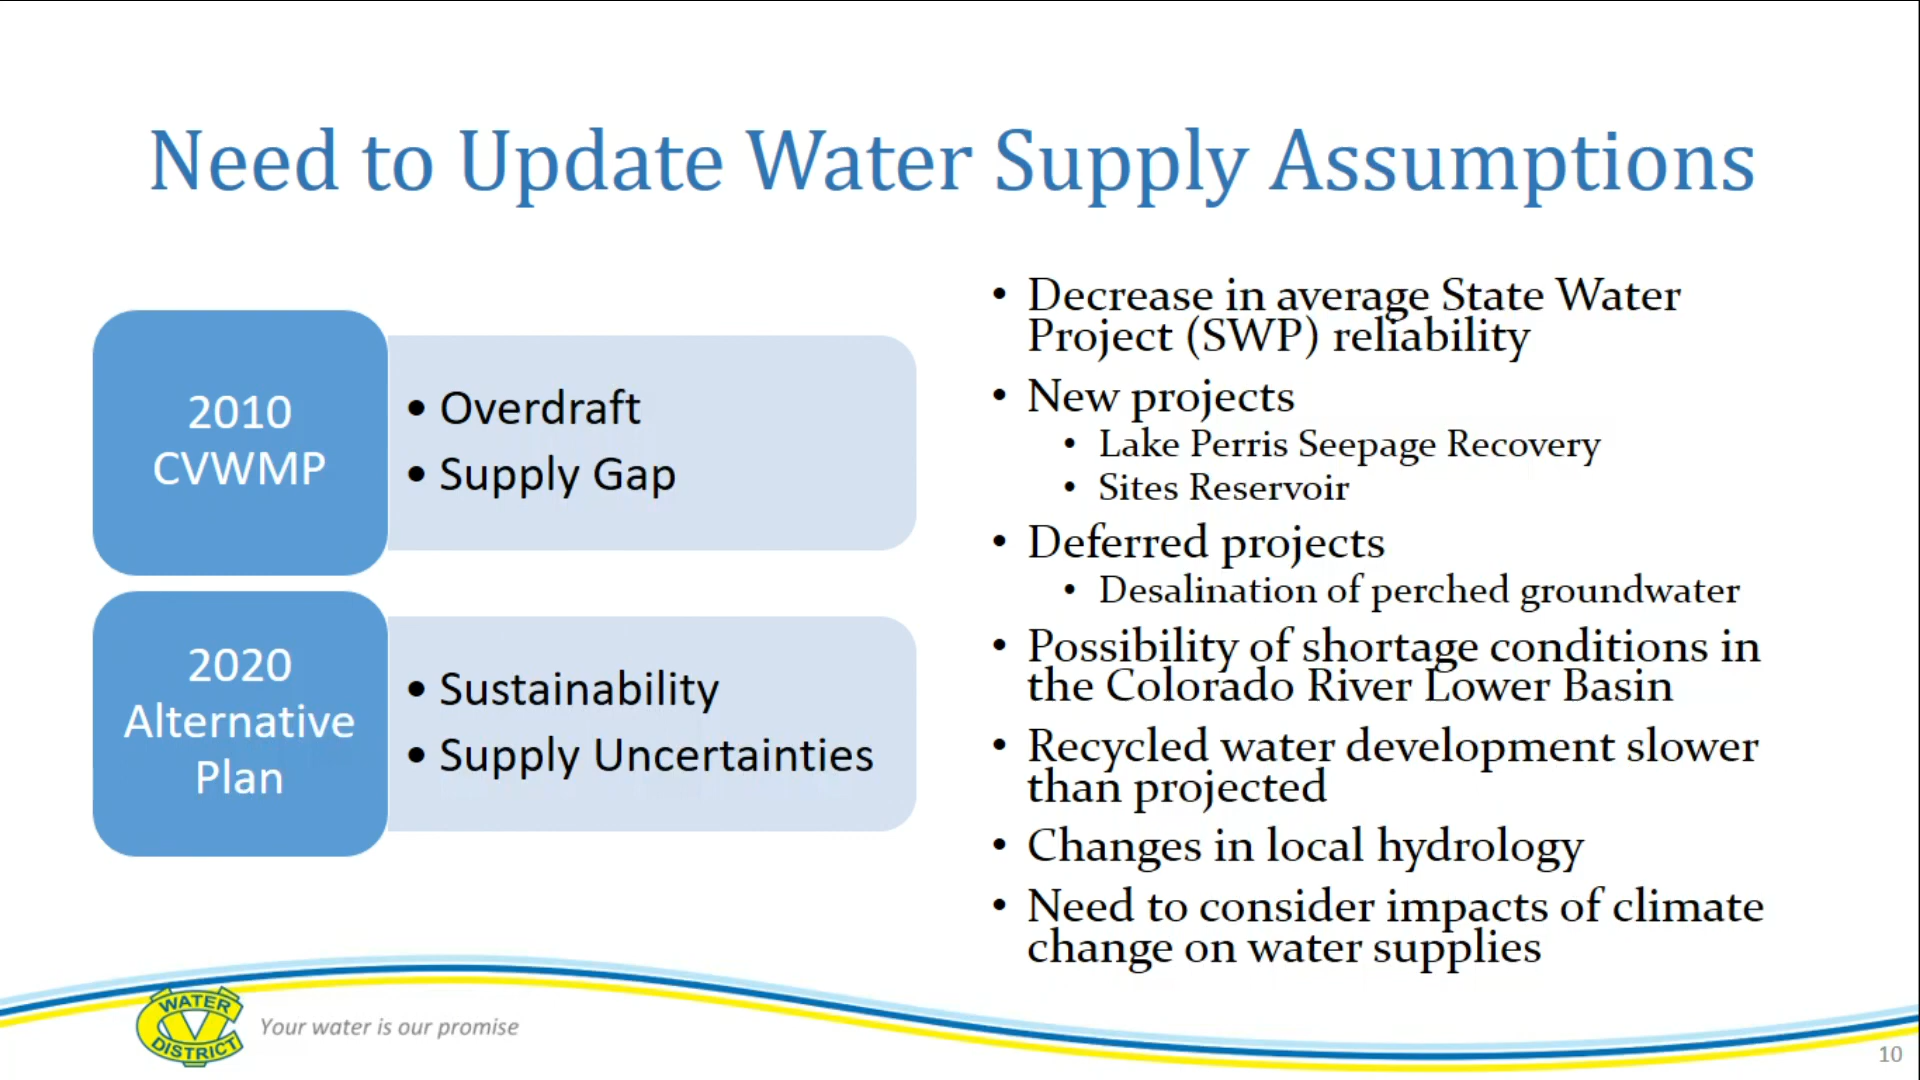 Need to Update Water Supply Assumptions
2010
CVWMP
• Overdraft
• Supply Gap
2020
Alternative
Plan
• Sustainability
• Supply Uncertainties
• Decrease in average State Water
Project (SWP) reliability
• New projects
• Lake Perris Seepage Recovery
• Sites Reservoir
• Deferred projects
• Desalination of perched groundwater
• Possibility of shortage conditions in
the Colorado River Lower Basin
• Recycled water development slower
than projected
• Changes in local hydrology
• Need to consider impacts of climate
change on water supplies
WATER
CV
DISTRICT
Your water is our promise
10